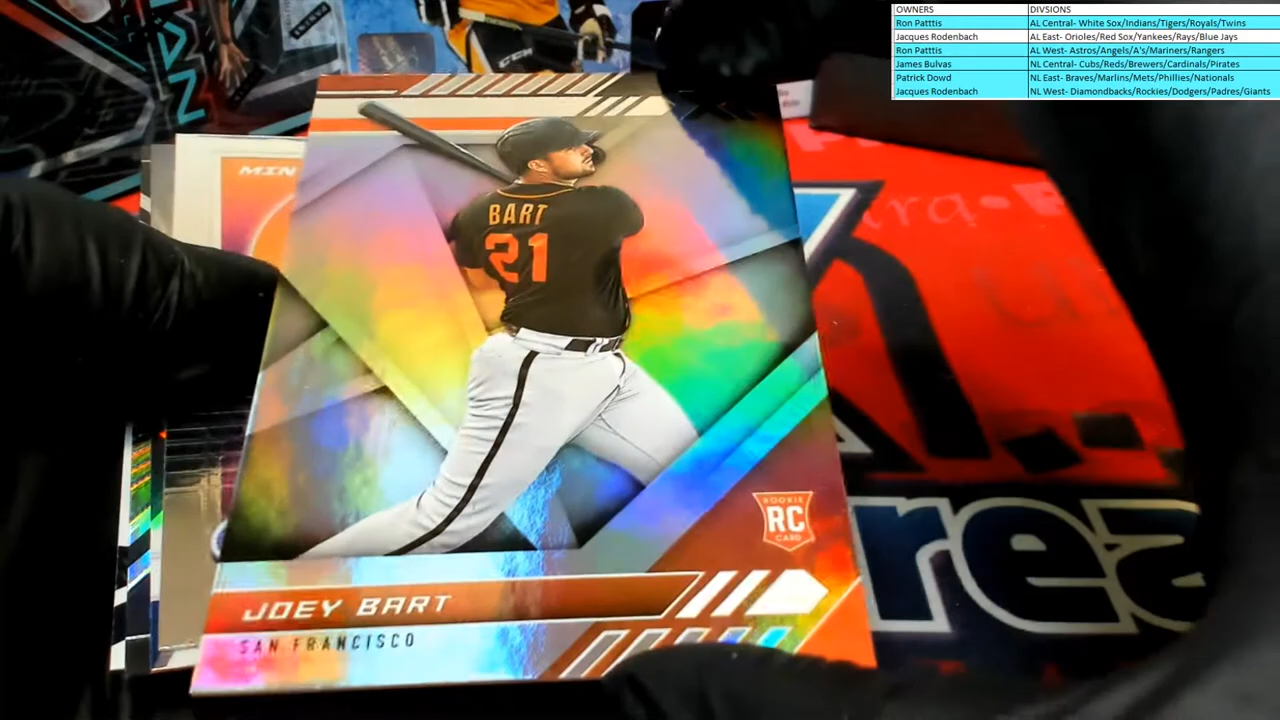 OWNERS DIVSIONS
Ron Patttis AL Central- White Sox/Indians/Tigers/Royals/Twins
Jacques Rodenbach AL East- Orioles/Red Sox/Yankees/Rays/Blue Jays
Ron Patttis AL West- Astros/Angels/A's/Mariners/Rangers
James Bulvas NL Central- Cubs/Reds/Brewers/Cardinals/Pirates
Patrick Dowd NL East- Braves/Marlins/Mets/Phillies/Nationals
Jacques Rodenbach NL West- Diamondbacks/Rockies/Dodgers/Padres/Giants
MIN
BART
21
ROOKIE
RC
CARD
JOEY BART
SAN FRANCISCO
rea